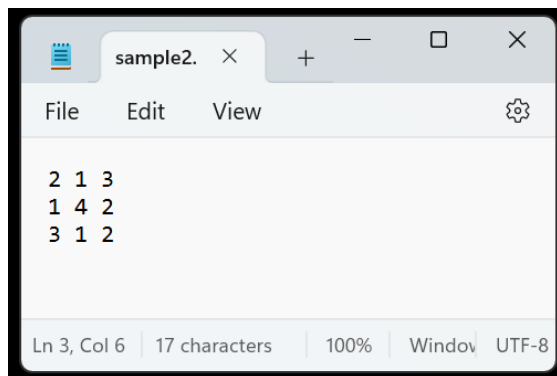 sample2.
File Edit View
2 1 3
1 4 2
3 1 2
Ln 3, Col 6 17 characters 100% Window UTF-8